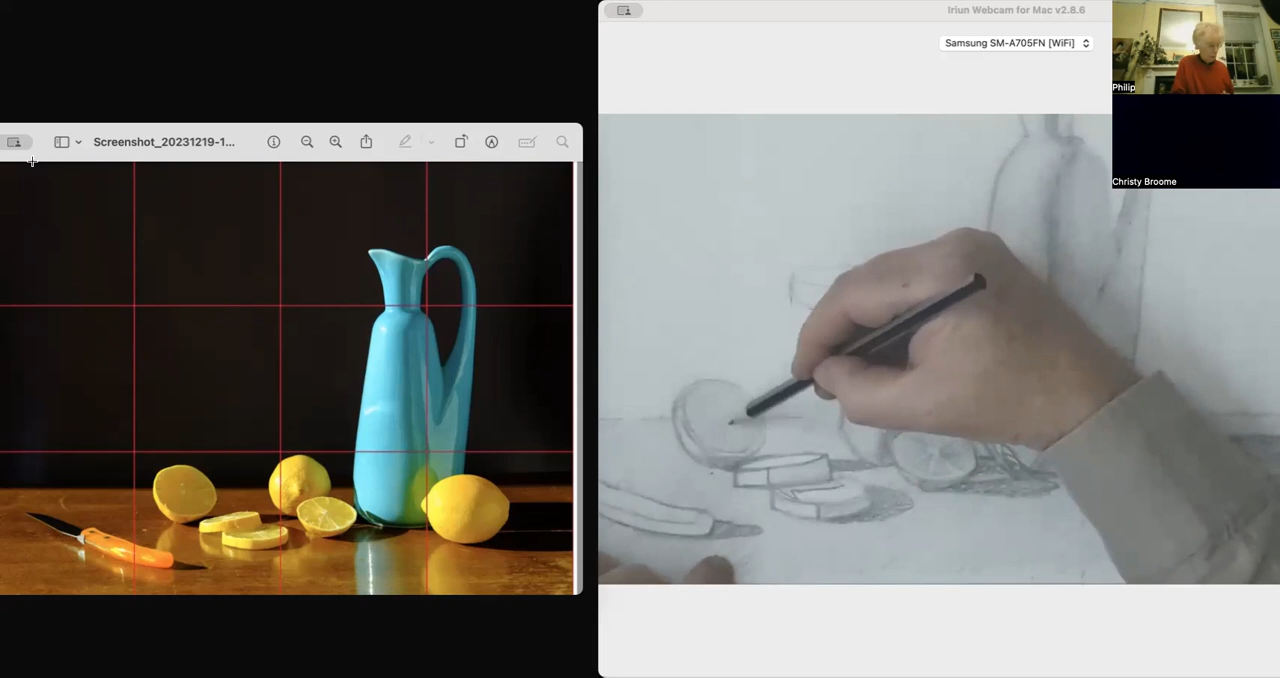 Iriun Webcam for Mac v2.8.6
Samsung SM-A705FN [WiFi]
Philip
Screenshot_20231219-1...
Christy Broome